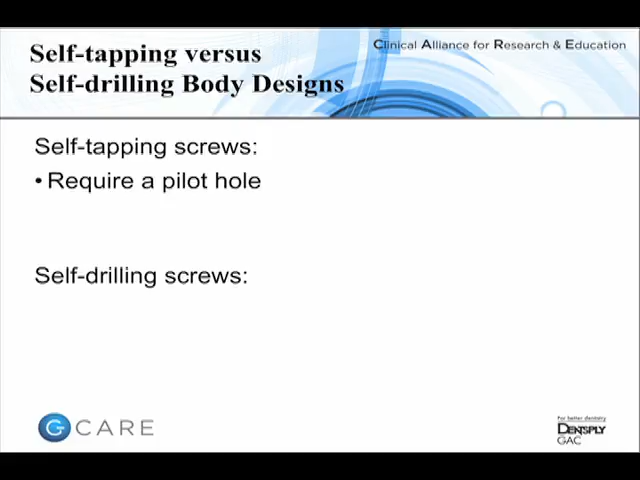 Clinical Alliance for Research & Education
Self-tapping versus
Self-drilling Body Designs
Self-tapping screws:
• Require a pilot hole
Self-drilling screws:
G CARE
For better dentistry
DENTSPLY
GAC